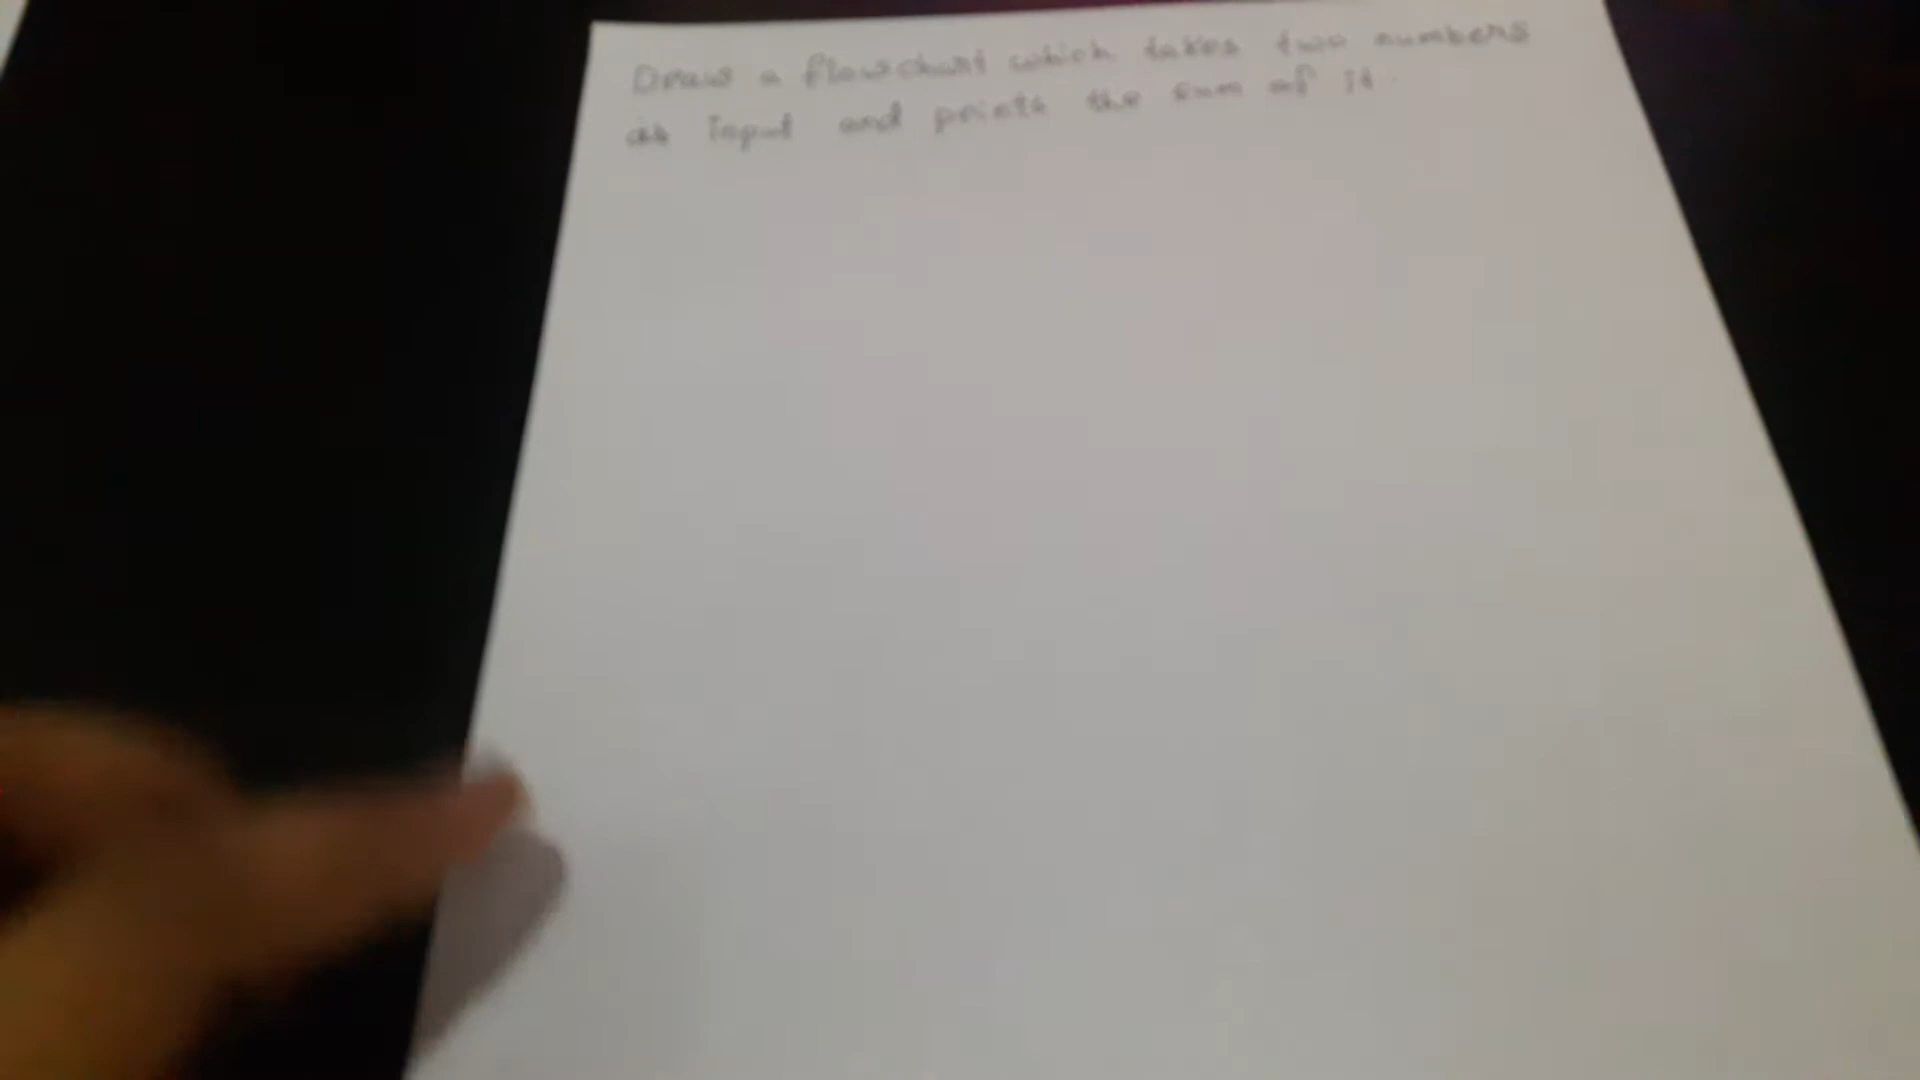 Draw a flowchart which takes two numbers
as Input and prints the sum of it.